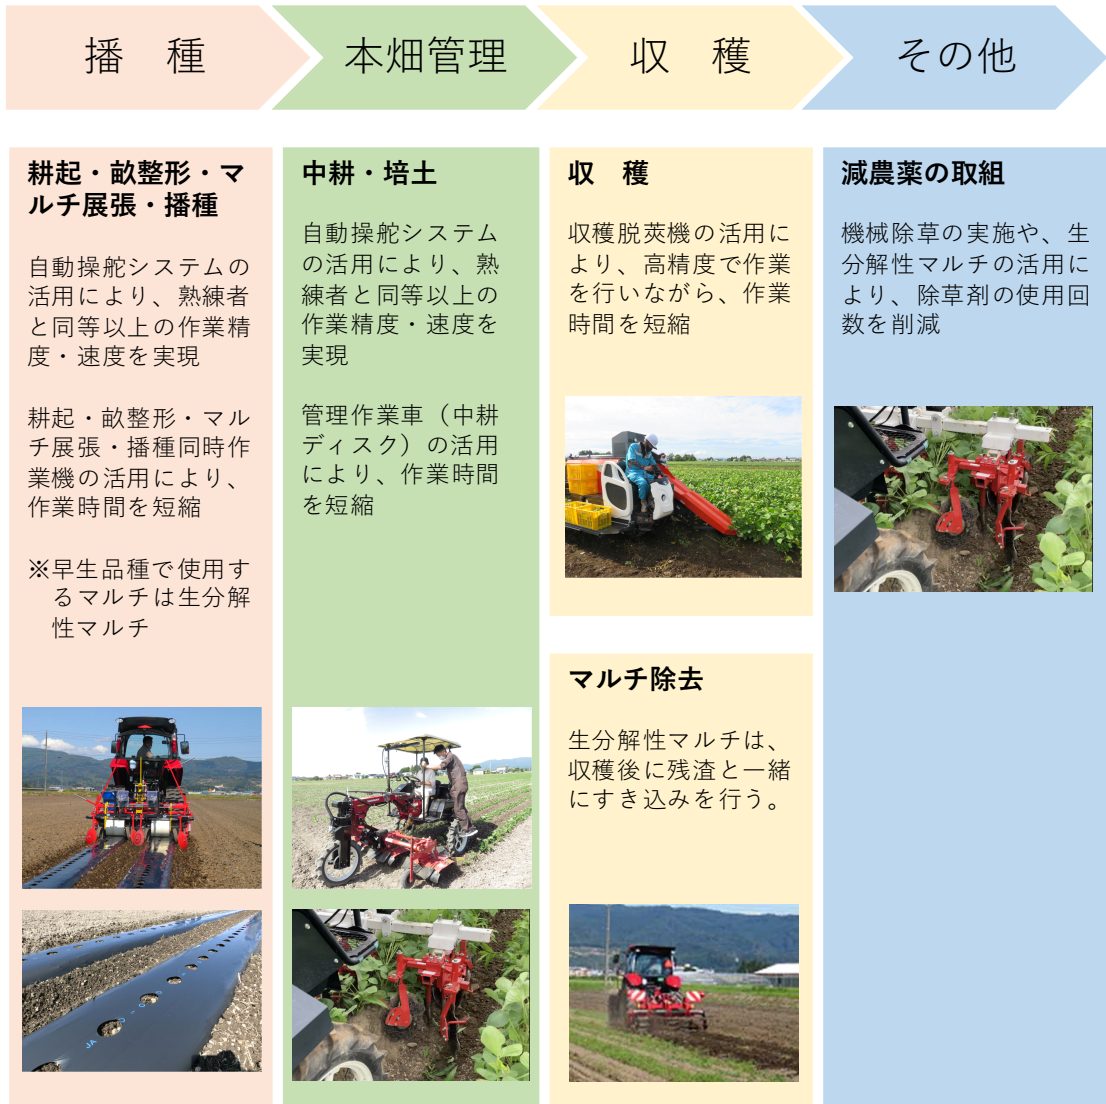 播　種
本畑管理
収　穫
その他
耕起・畝整形・マ
ルチ展張・播種
自動操舵システムの
活用により、熟練者
と同等以上の作業精
度・速度を実現
耕起・畝整形・マル
チ展張・播種同時作
業機の活用により、
作業時間を短縮
※早生品種で使用す
るマルチは生分解
性マルチ
JA
中耕・培土
自動操舵システム
の活用により、熟
練者と同等以上の
作業精度・速度を
実現
管理作業車（中耕
ディスク）の活用
により、作業時間
を短縮
収　穫
収穫脱莢機の活用に
より、高精度で作業
を行いながら、作業
時間を短縮
マルチ除去
生分解性マルチは、
収穫後に残渣と一緒
にすき込みを行う。
減農薬の取組
機械除草の実施や、生
分解性マルチの活用に
より、除草剤の使用回
数を削減